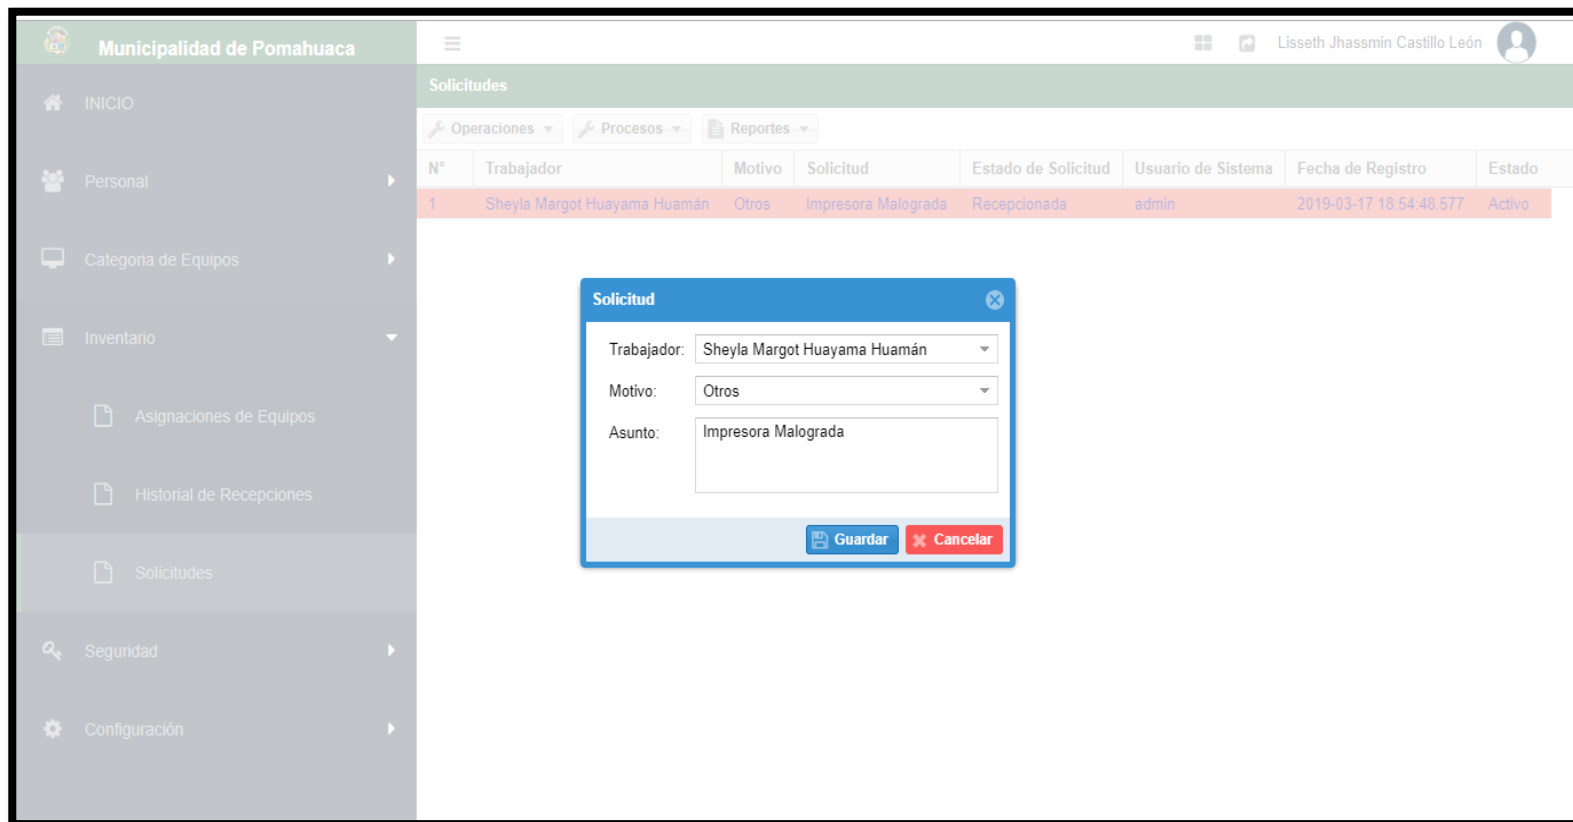 Municipalidad de Pomahuaca
Lisseth Jhassmin Castillo León
INICIO
Personal
Categoria de Equipos
Inventario
Asignaciones de Equipos
Historial de Recepciones
Solicitudes
Seguridad
Configuración
Solicitudes
Operaciones Procesos Reportes
N° Trabajador Motivo Solicitud Estado de Solicitud Usuario de Sistema Fecha de Registro Estado
1 Sheyla Margot Huayama Huamán Otros Impresora Malograda Recepcionada admin 2019-03-17 18:54:48.577 Activo
Solicitud
Trabajador: Sheyla Margot Huayama Huamán
Motivo: Otros
Asunto: Impresora Malograda
Guardar Cancelar